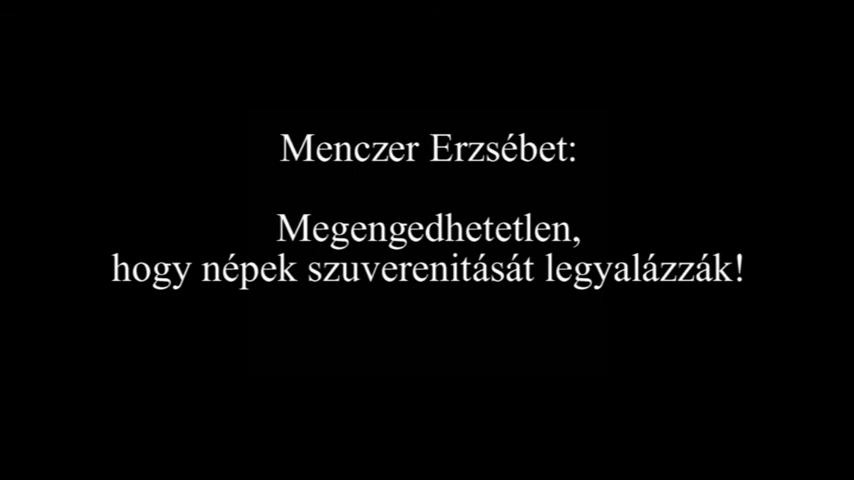 Menczer Erzsébet:
Megengedhetetlen,
hogy népek szuverenitását legyalázzák!